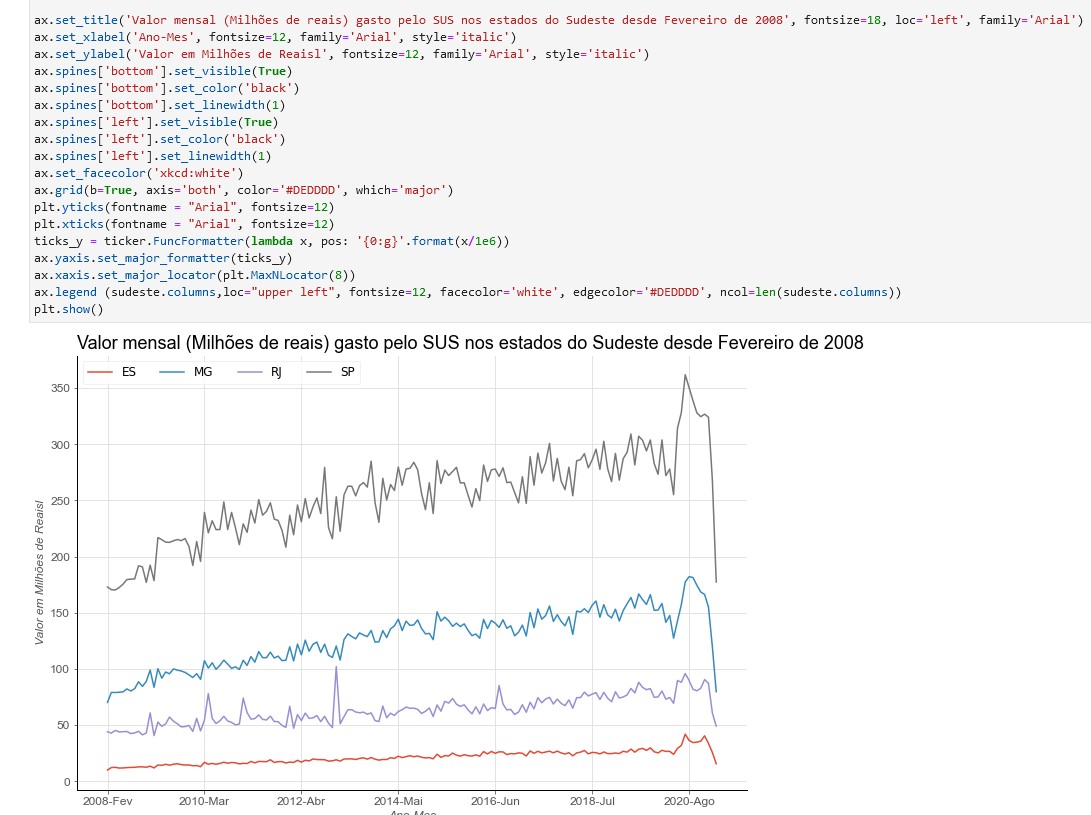 ax.set_title('Valor mensal (Milhões de reais) gasto pelo SUS nos estados do Sudeste desde Fevereiro de 2008', fontsize=18, loc='left', family='Arial')
ax.set_xlabel('Ano-Mes', fontsize=12, family='Arial', style='italic')
ax.set_ylabel('Valor em Milhões de Reaisl', fontsize=12, family='Arial', style='italic')
ax.spines['bottom'].set_visible(True)
ax.spines['bottom'].set_color('black')
ax.spines['bottom'].set_linewidth(1)
ax.spines['left'].set_visible(True)
ax.spines['left'].set_color('black')
ax.spines['left'].set_linewidth(1)
ax.set_facecolor('xkcd:white')
ax.grid(b=True, axis='both', color='#DEDDDD', which='major')
plt.yticks(fontname = "Arial", fontsize=12)
plt.xticks(fontname = "Arial", fontsize=12)
ticks_y = ticker.FuncFormatter(lambda x, pos: '{0:g}'.format(x/1e6))
ax.yaxis.set_major_formatter(ticks_y)
ax.xaxis.set_major_locator(plt.MaxNLocator(8))
ax.legend (sudeste.columns,loc="upper left", fontsize=12, facecolor='white', edgecolor='#DEDDDD', ncol=len(sudeste.columns))
plt.show()
Valor mensal (Milhões de reais) gasto pelo SUS nos estados do Sudeste desde Fevereiro de 2008
ES MG RJ SP
350
300
250
200
150
100
50
0
Valor em Milhões de Reaisl
2008-Fev 2010-Mar 2012-Abr 2014-Mai 2016-Jun 2018-Jul 2020-Ago
Ano-Mes